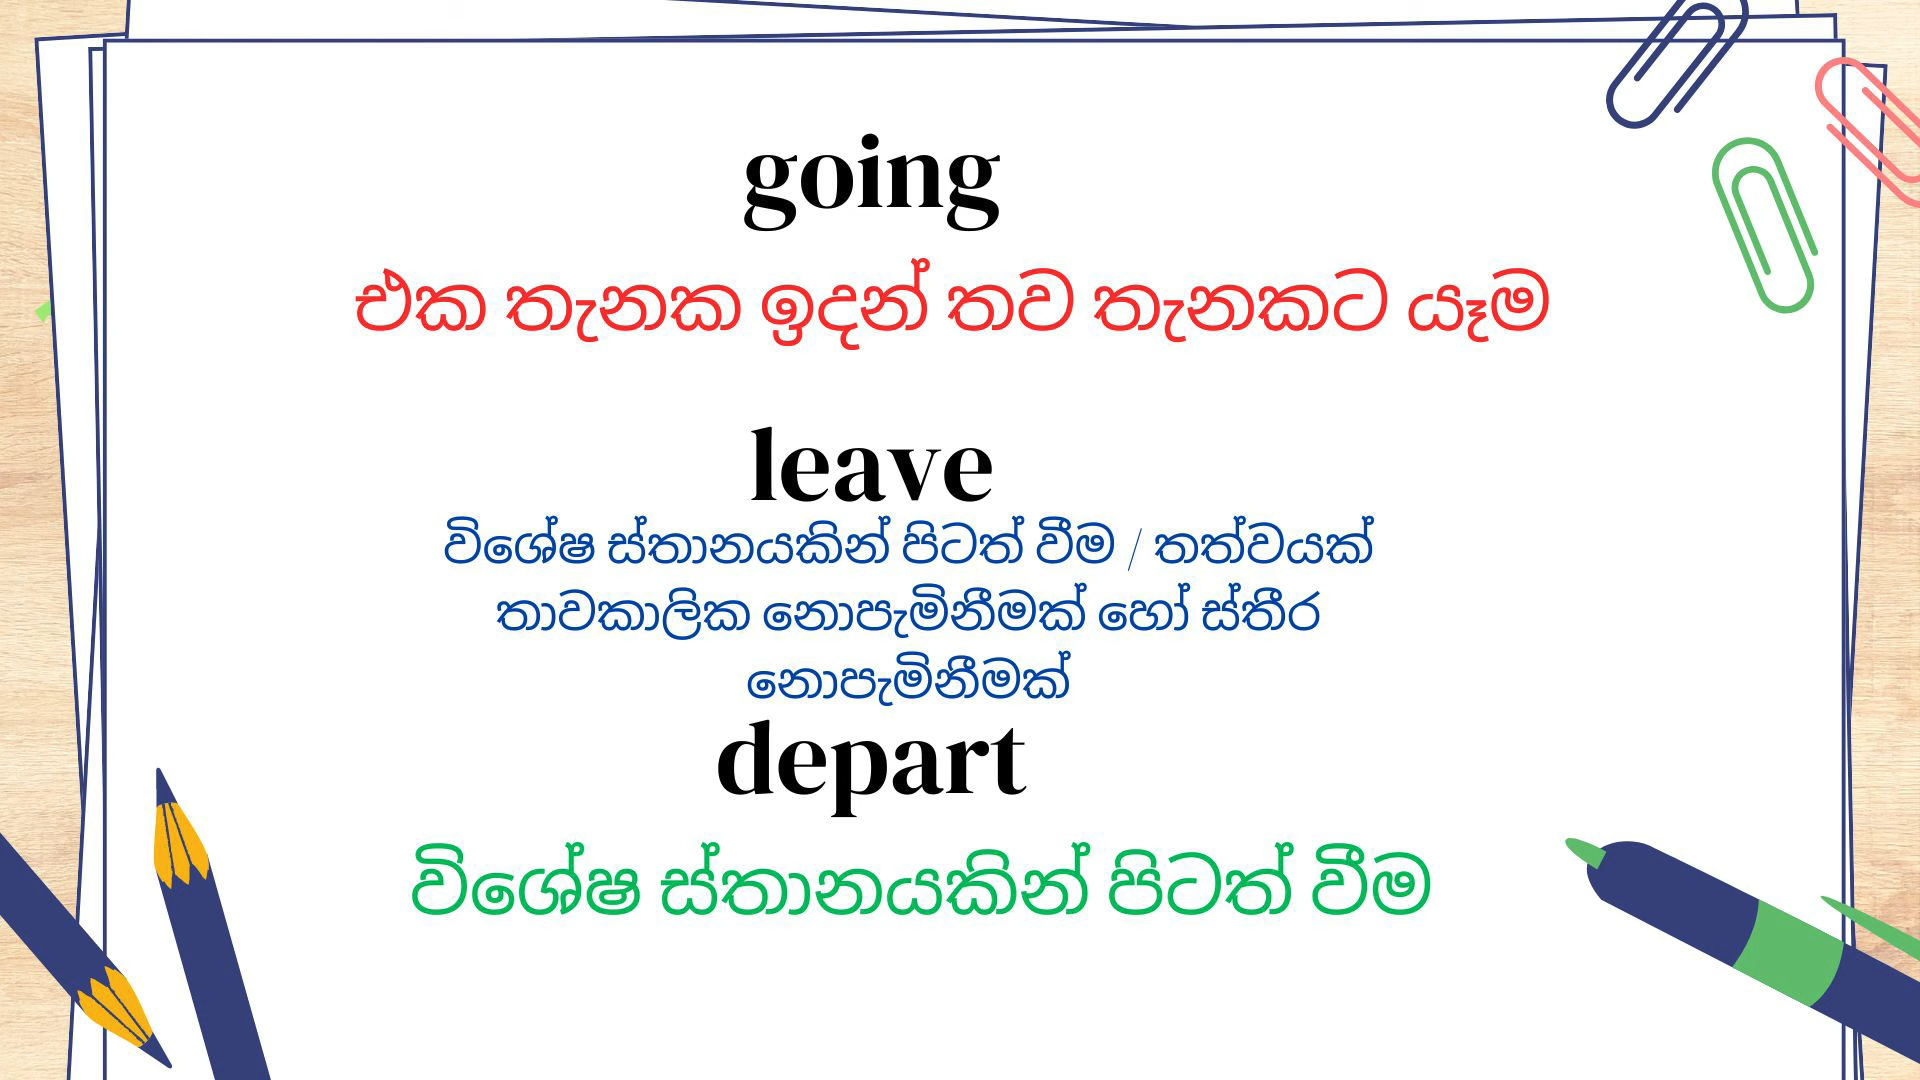 going
එක තැනක ඉදන් තව තැනකට යෑම
leave
විශේෂ ස්තානයකින් පිටත් වීම / තත්වයක්
තාවකාලික නොපැමිනීමක් හෝ ස්තීර
නොපැමිනීමක්
depart
විශේෂ ස්තානයකින් පිටත් වීම